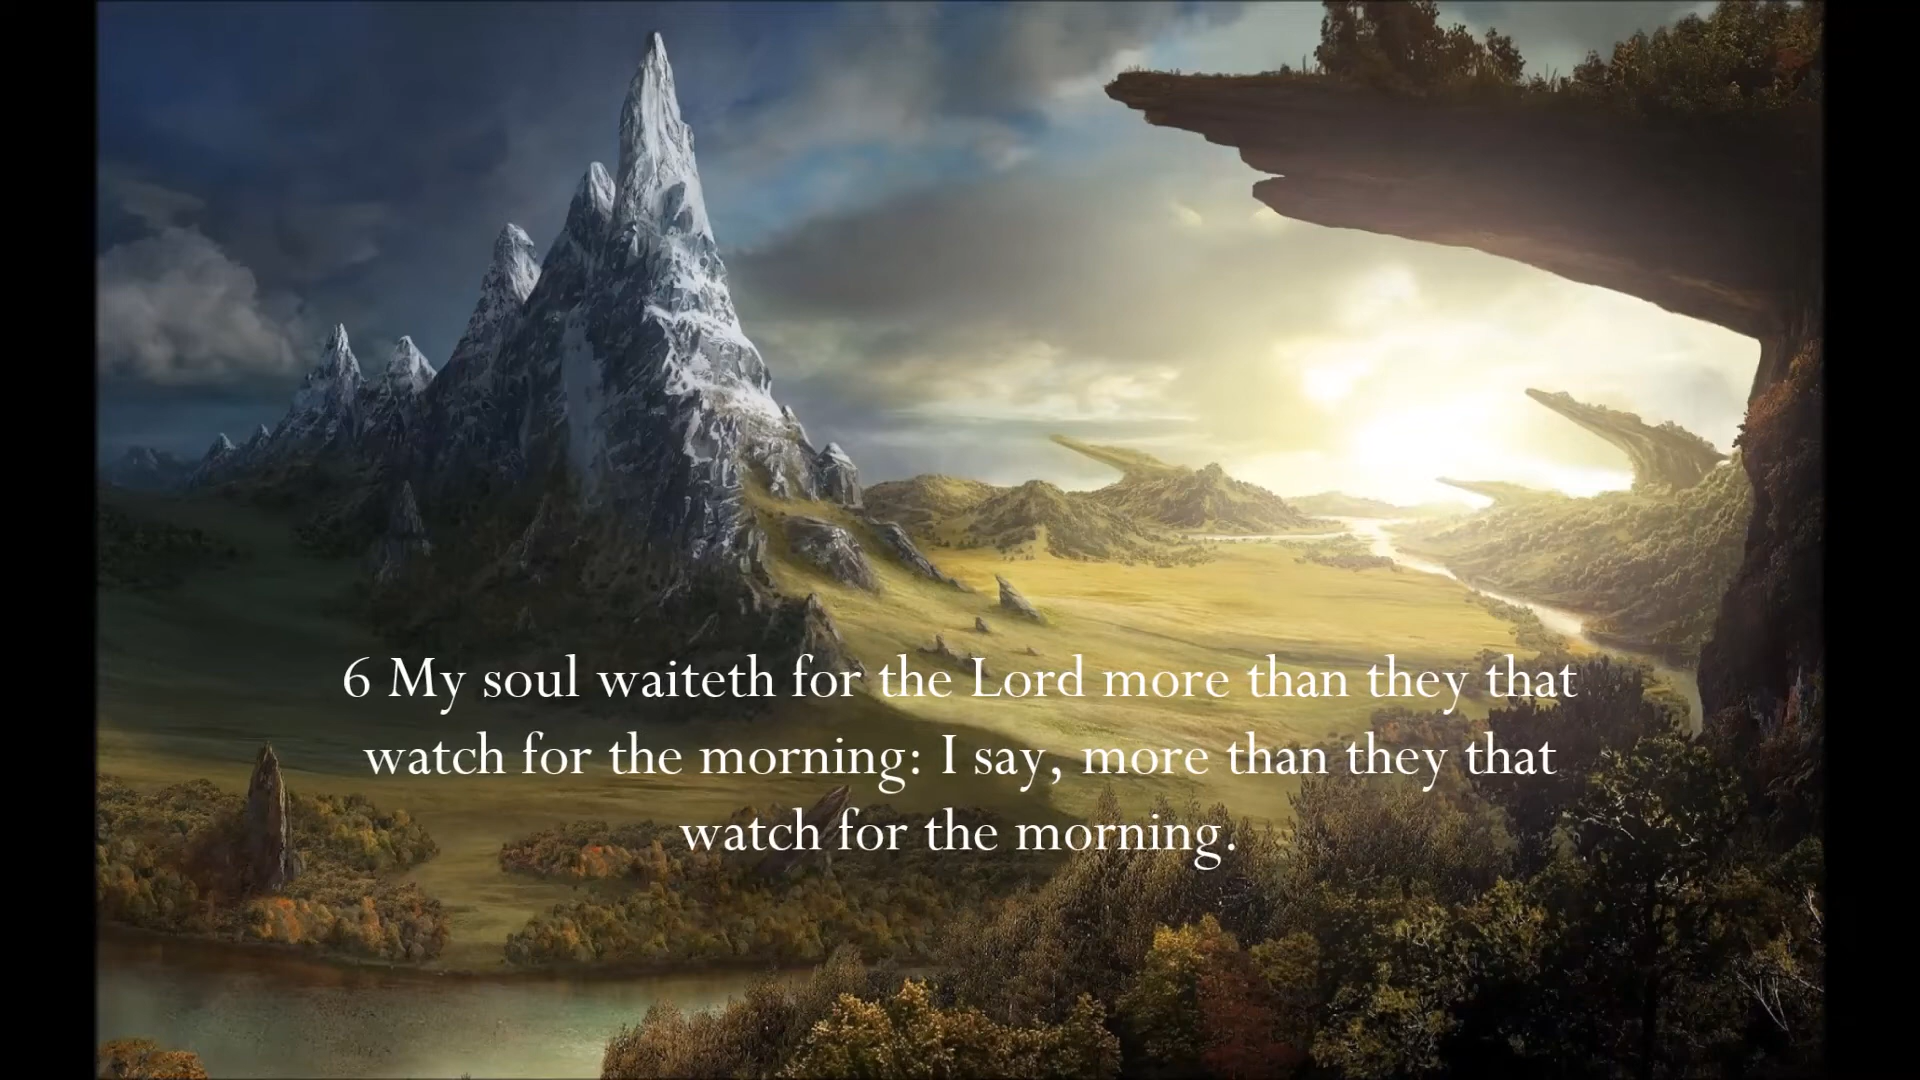 6 My soul waiteth for the Lord more than they that
watch for the morning: I say, more than they that
watch for the morning.